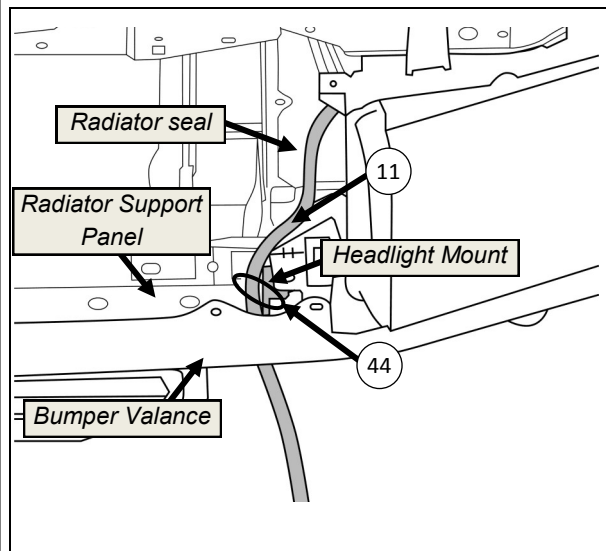 Radiator seal
11
Radiator Support
Panel
Headlight Mount
44
Bumper Valance